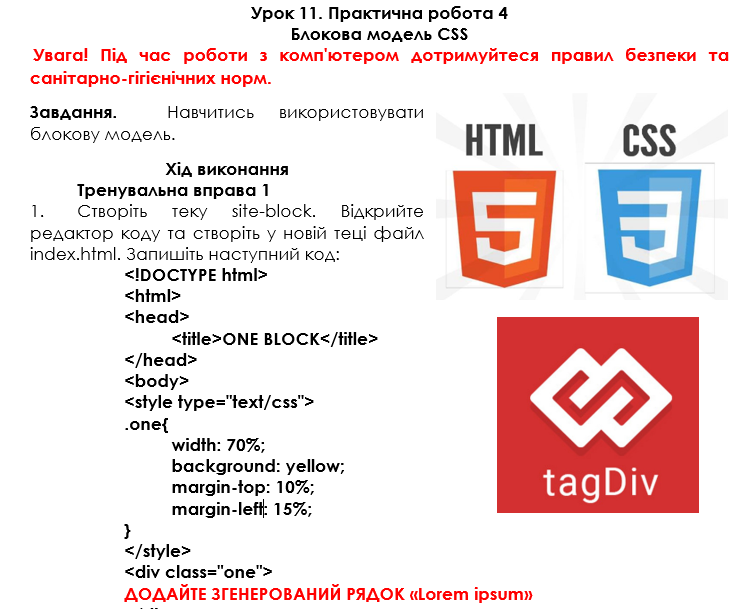 Урок 11. Практична робота 4
Блокова модель CSS
Увага! Під час роботи з комп'ютером дотримуйтеся правил безпеки та
санітарно-гігієнічних норм.
Завдання. Навчитись використовувати
блокову модель.
HTML
CSS
Хід виконання
Тренувальна вправа 1
1. Створіть теку site-block. Відкрийте
редактор коду та створіть у новій теці файл
index.html. Запишіть наступний код:
<!DOCTYPE html>
<html>
<head>
<title>ONE BLOCK</title>
</head>
<body>
<style type="text/css">
.one{
width: 70%;
background: yellow;
margin-top: 10%;
margin-left: 15%;
}
</style>
<div class="one">
ДОДАЙТЕ ЗГЕНЕРОВАНИЙ РЯДОК «Lorem ipsum»
tagDiv